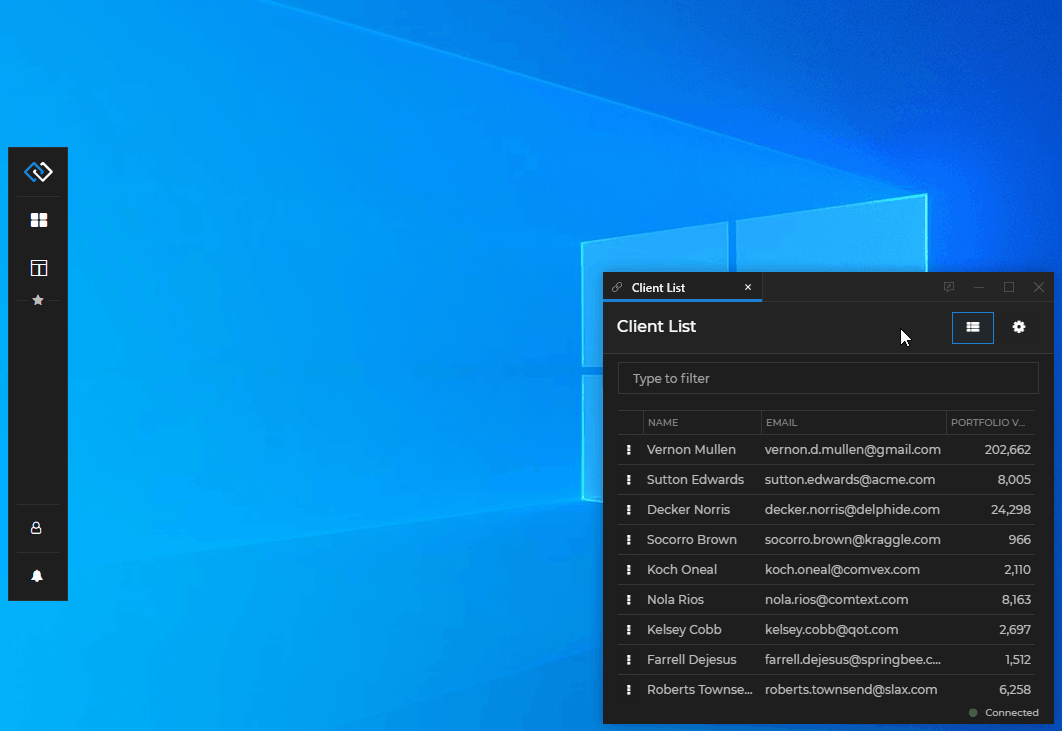 Client List
Client List
Type to filter
NAME EMAIL PORTFOLIO V...
Vernon Mullen vernon.d.mullen@gmail.com 202,662
Sutton Edwards sutton.edwards@acme.com 8,005
Decker Norris decker.norris@delphide.com 24,298
Socorro Brown socorro.brown@kraggle.com 966
Koch Oneal koch.oneal@comvex.com 2,110
Nola Rios nola.rios@comtext.com 8,163
Kelsey Cobb kelsey.cobb@qot.com 2,697
Farrell Dejesus farrell.dejesus@springbee.c... 1,512
Roberts Townse... roberts.townsend@slax.com 6,258
Connected